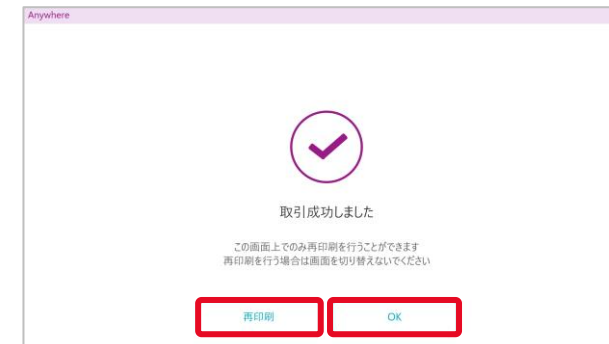 Anywhere
取引成功しました
この画面上でのみ再印刷を行うことができます
再印刷を行う場合は画面を切り替えないでください
再印刷
OK